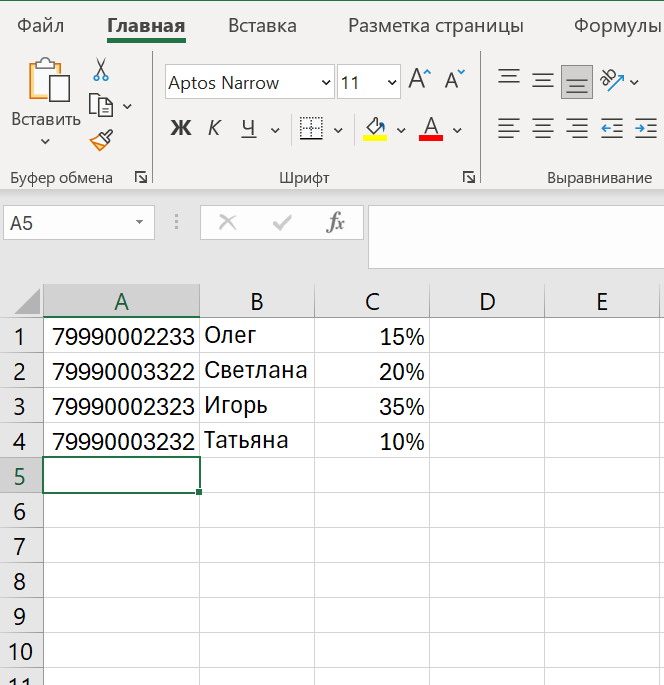 Файл Главная Вставка Разметка страницы Формулы
Вставить
Aptos Narrow 11 A A
Ж К Ч А
Буфер обмена Шрифт Выравнивание
A5 fx
A B C D E
1 79990002233 Олег 15%
2 79990003322 Светлана 20%
3 79990002323 Игорь 35%
4 79990003232 Татьяна 10%
5
6
7
8
9
10
11